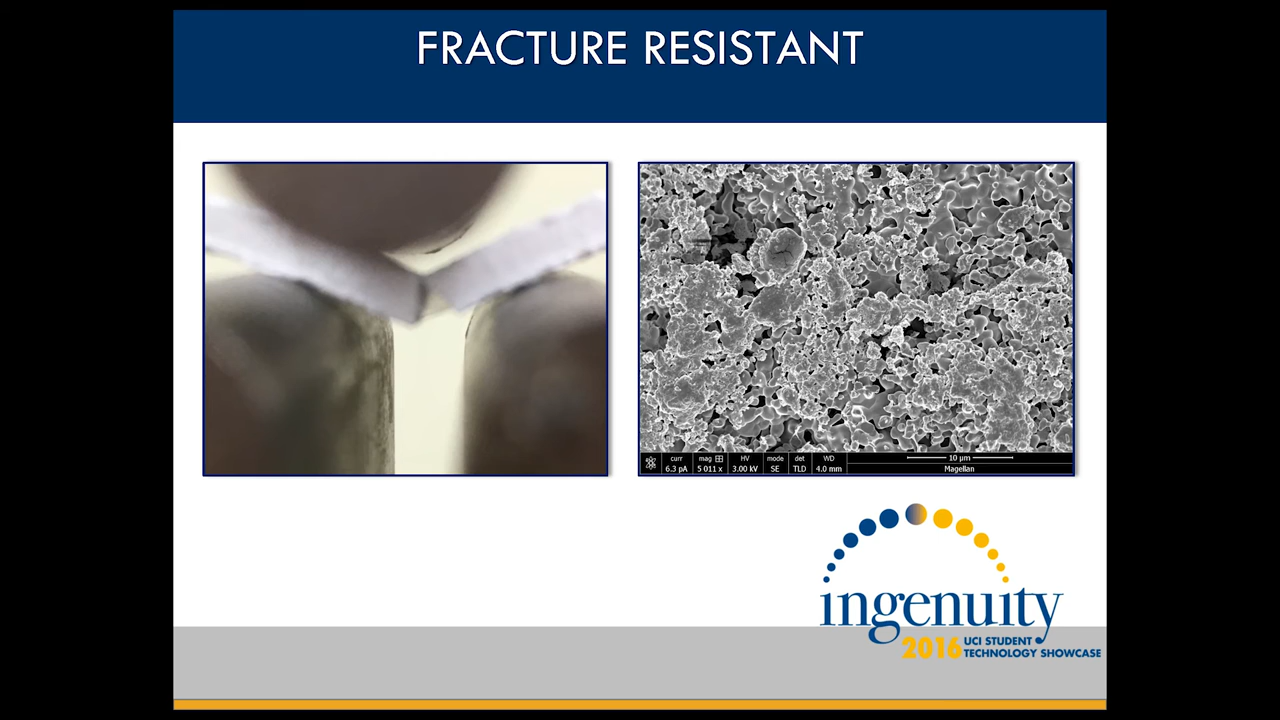 FRACTURE RESISTANT
curr mag HV mode det WD 10 µm
6.3 pA 5 011 x 3.00 kV SE TLD 4.0 mm Magellan
ingenuity
2016 UCI STUDENT
TECHNOLOGY SHOWCASE